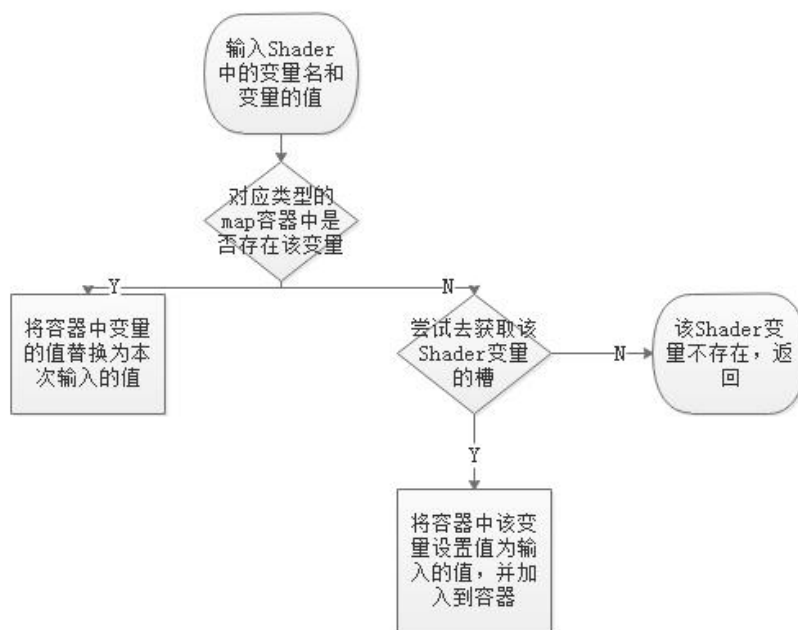 输入Shader
中的变量名和
变量的值
对应类型的
map容器中是
否存在该变量
Y
N
将容器中变量
的值替换为本
次输入的值
尝试去获取该
Shader变量
的槽
N
该Shader变
量不存在，返
回
Y
将容器中该变
量设置值为输
入的值，并加
入到容器